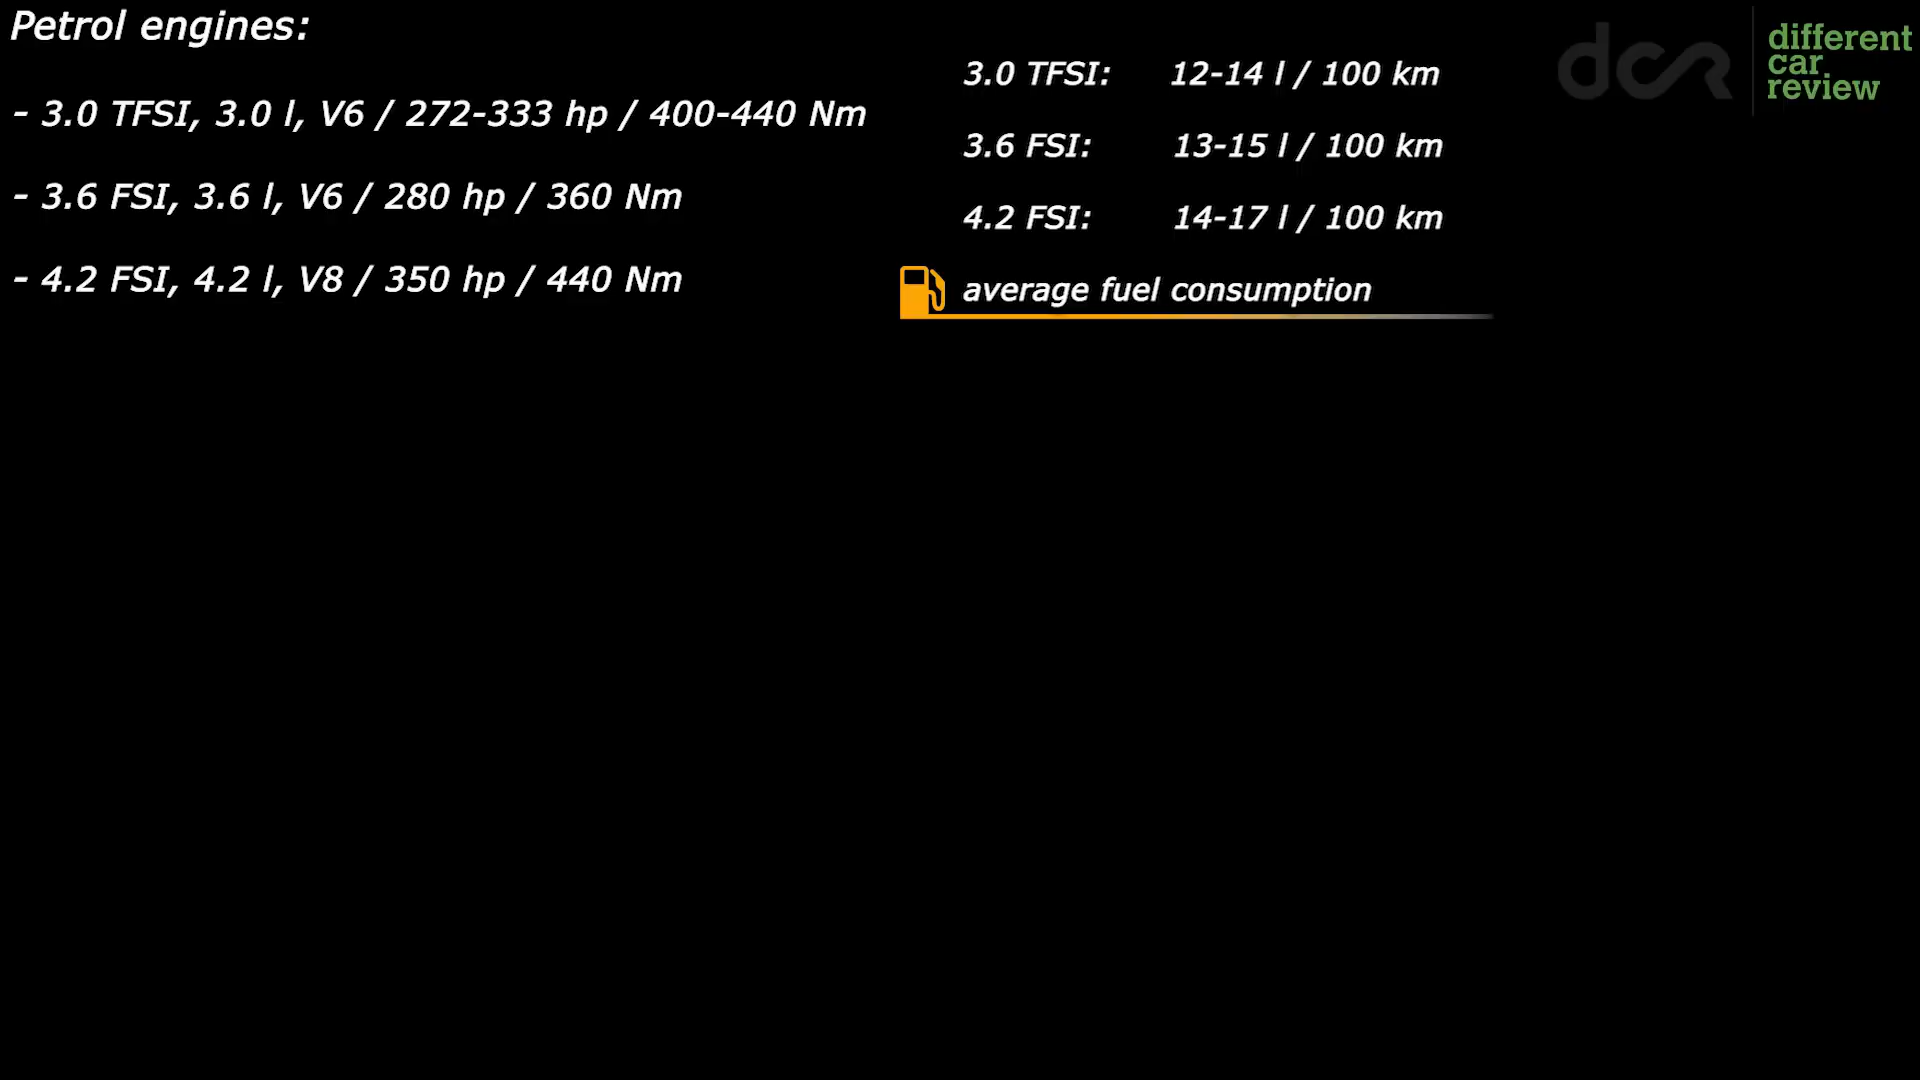 Petrol engines:
- 3.0 TFSI, 3.0 l, V6 / 272-333 hp / 400-440 Nm
- 3.6 FSI, 3.6 l, V6 / 280 hp / 360 Nm
- 4.2 FSI, 4.2 l, V8 / 350 hp / 440 Nm
3.0 TFSI: 12-14 l / 100 km
3.6 FSI: 13-15 l / 100 km
4.2 FSI: 14-17 l / 100 km
average fuel consumption
dcr
different
car
review